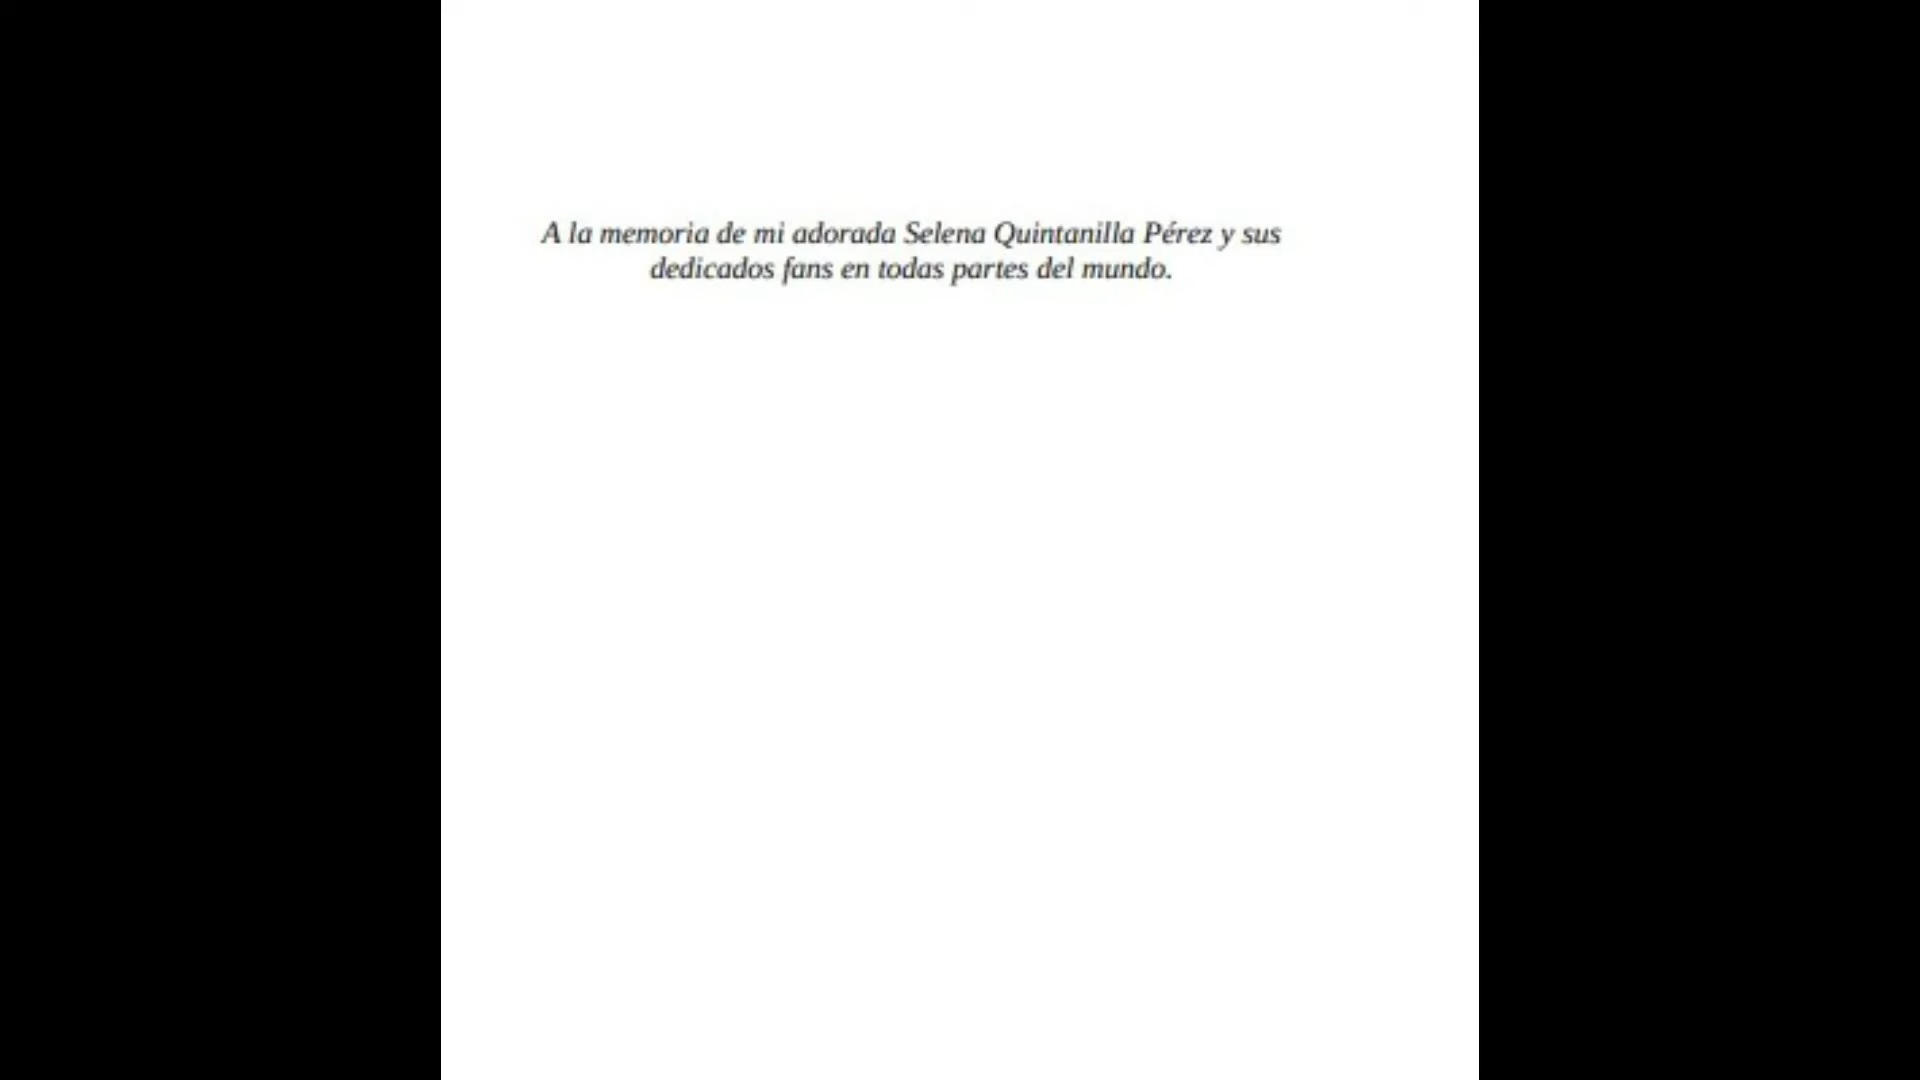 A la memoria de mi adorada Selena Quintanilla Pérez y sus
dedicados fans en todas partes del mundo.